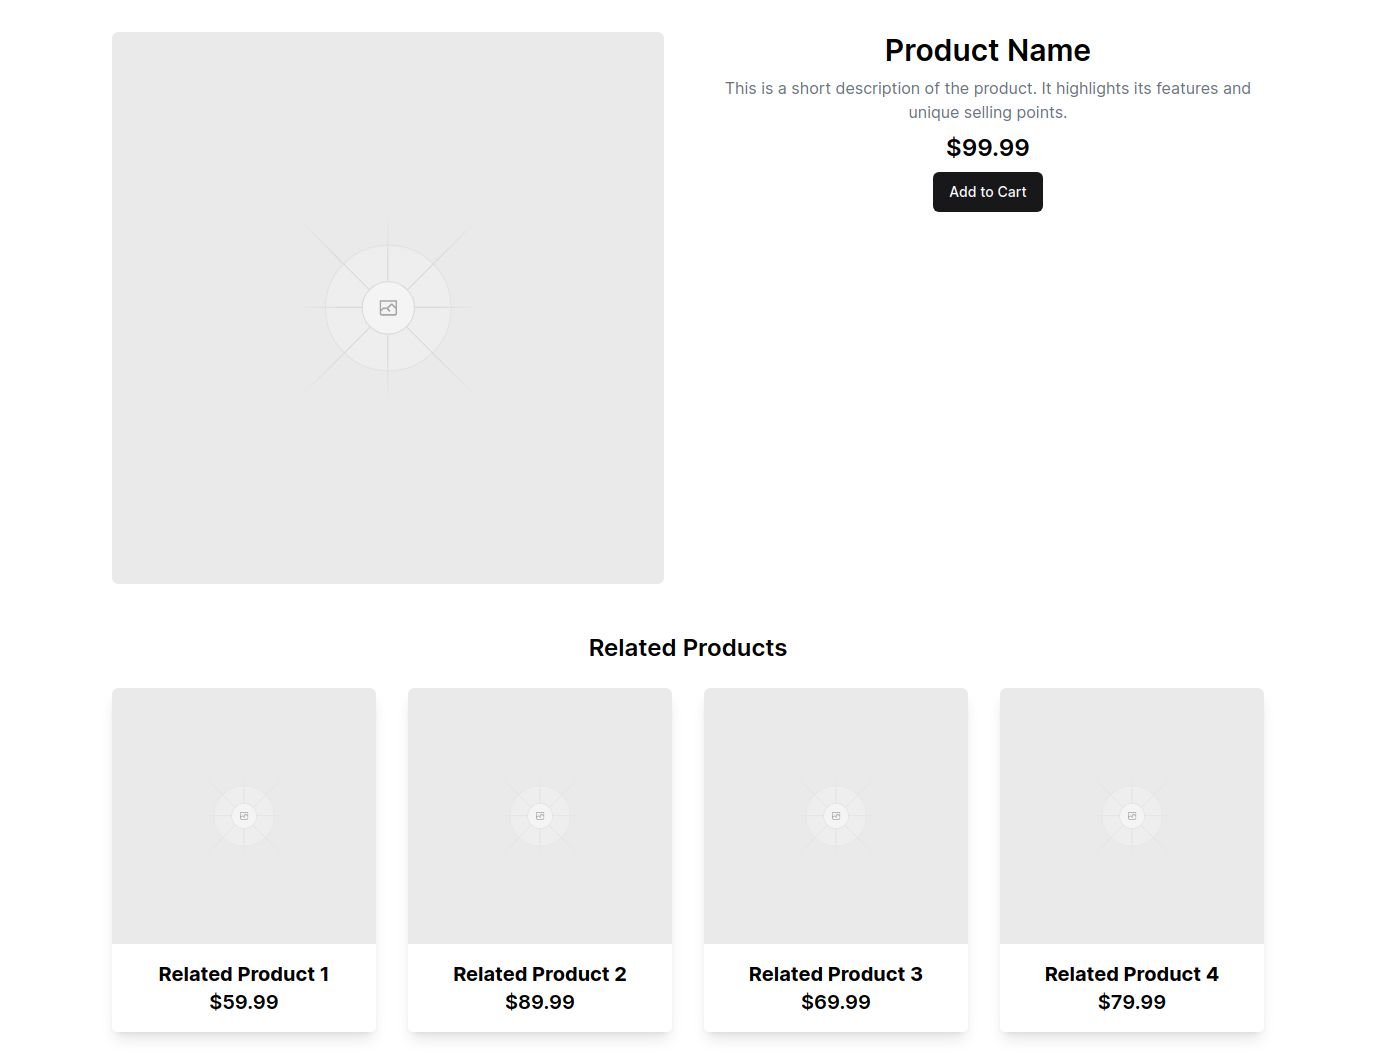 Product Name
This is a short description of the product. It highlights its features and
unique selling points.
$99.99
Add to Cart
Related Products
Related Product 1
$59.99
Related Product 2
$89.99
Related Product 3
$69.99
Related Product 4
$79.99